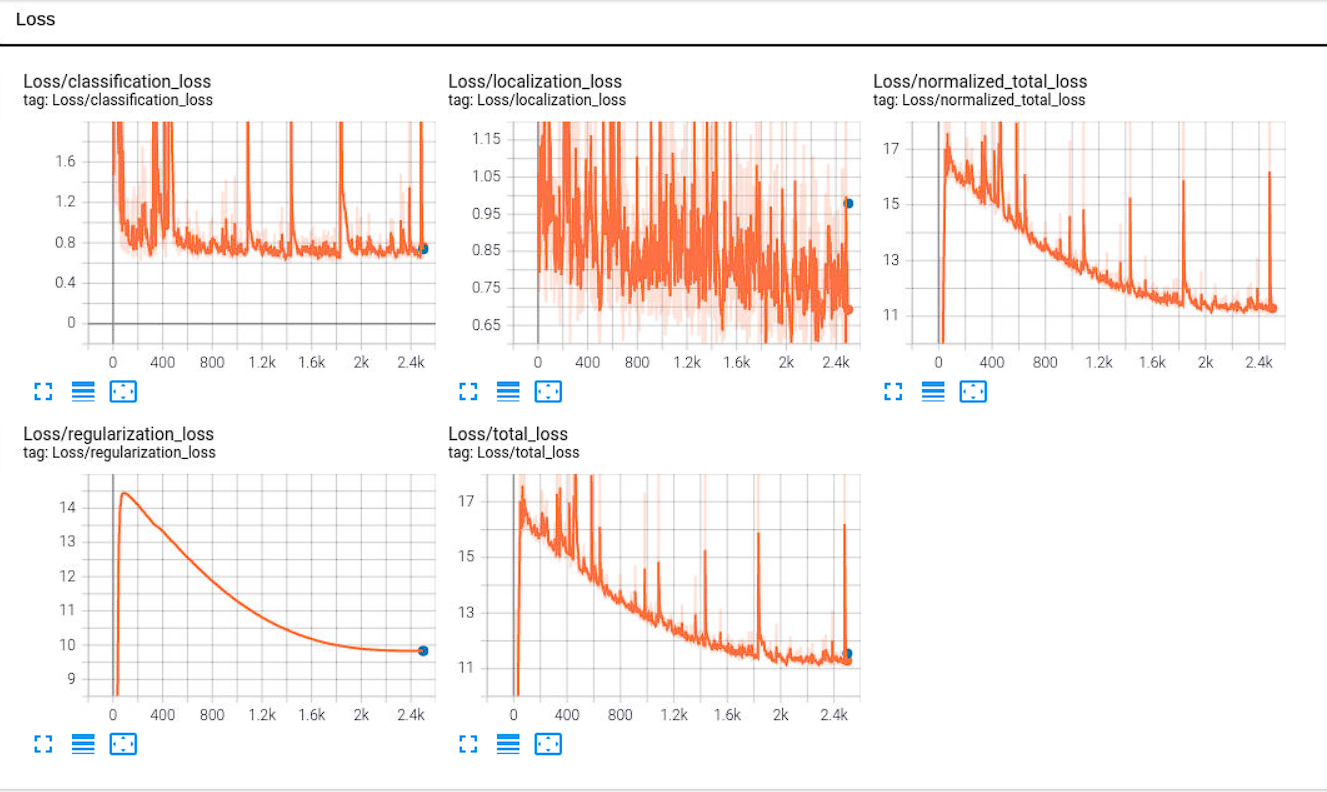 Loss
Loss/classification_loss
tag: Loss/classification_loss
1.6
1.2
0.8
0.4
0
0 400 800 1.2k 1.6k 2k 2.4k
Loss/localization_loss
tag: Loss/localization_loss
1.15
1.05
0.95
0.85
0.75
0.65
0 400 800 1.2k 1.6k 2k 2.4k
Loss/normalized_total_loss
tag: Loss/normalized_total_loss
17
15
13
11
0 400 800 1.2k 1.6k 2k 2.4k
Loss/regularization_loss
tag: Loss/regularization_loss
14
13
12
11
10
9
0 400 800 1.2k 1.6k 2k 2.4k
Loss/total_loss
tag: Loss/total_loss
17
15
13
11
0 400 800 1.2k 1.6k 2k 2.4k